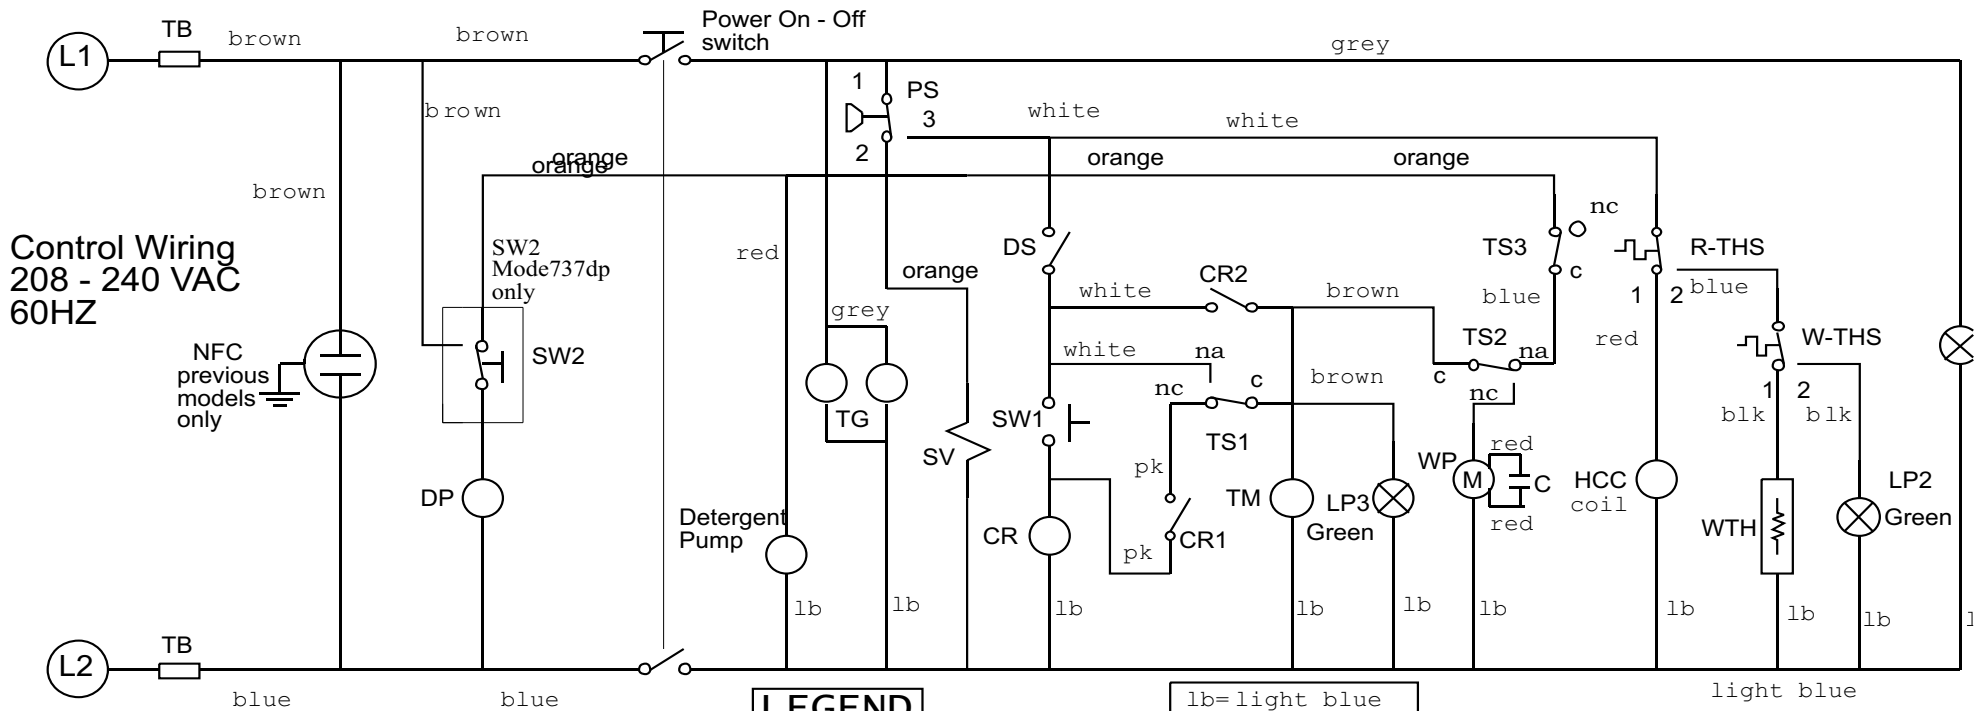 Power On - Off
switch
L1
TB
brown
brown
grey
brown
1
PS
3
2
white
white
orange
orange
orange
orange
brown
nc
Control Wiring
208 - 240 VAC
60HZ
SW2
Mode737dp
only
red
orange
DS
CR2
TS3
c
R-THS
white
brown
blue
1
2
blue
grey
NFC
previous
models
only
SW2
white
na
TS2
na
c
nc
red
W-THS
1
2
nc
c
brown
TG
SW1
TS1
blk
blk
SV
pk
WP
M
red
C
red
HCC
coil
LP2
Green
DP
TM
LP3
Green
WTH
Detergent
Pump
CR
pk
CR1
lb
lb
lb
lb
lb
lb
lb
lb
lb
L2
TB
blue
blue
LEGEND
lb=light blue
light blue